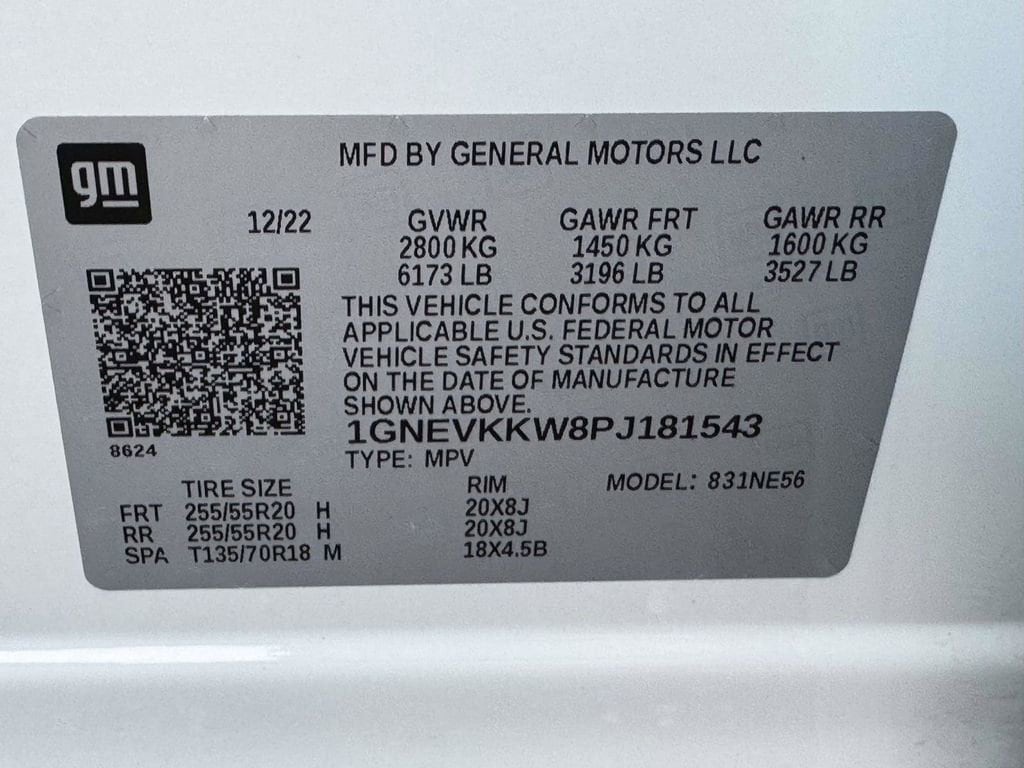 gm
MFD BY GENERAL MOTORS LLC
12/22 GVWR GAWR FRT GAWR RR
2800 KG 1450 KG 1600 KG
6173 LB 3196 LB 3527 LB
THIS VEHICLE CONFORMS TO ALL
APPLICABLE U.S. FEDERAL MOTOR
VEHICLE SAFETY STANDARDS IN EFFECT
ON THE DATE OF MANUFACTURE
SHOWN ABOVE.
1GNEVKKW8PJ181543
8624
TYPE: MPV
TIRE SIZE RIM MODEL: 831NE56
FRT 255/55R20 H 20X8J
RR 255/55R20 H 20X8J
SPA T135/70R18 M 18X4.5B